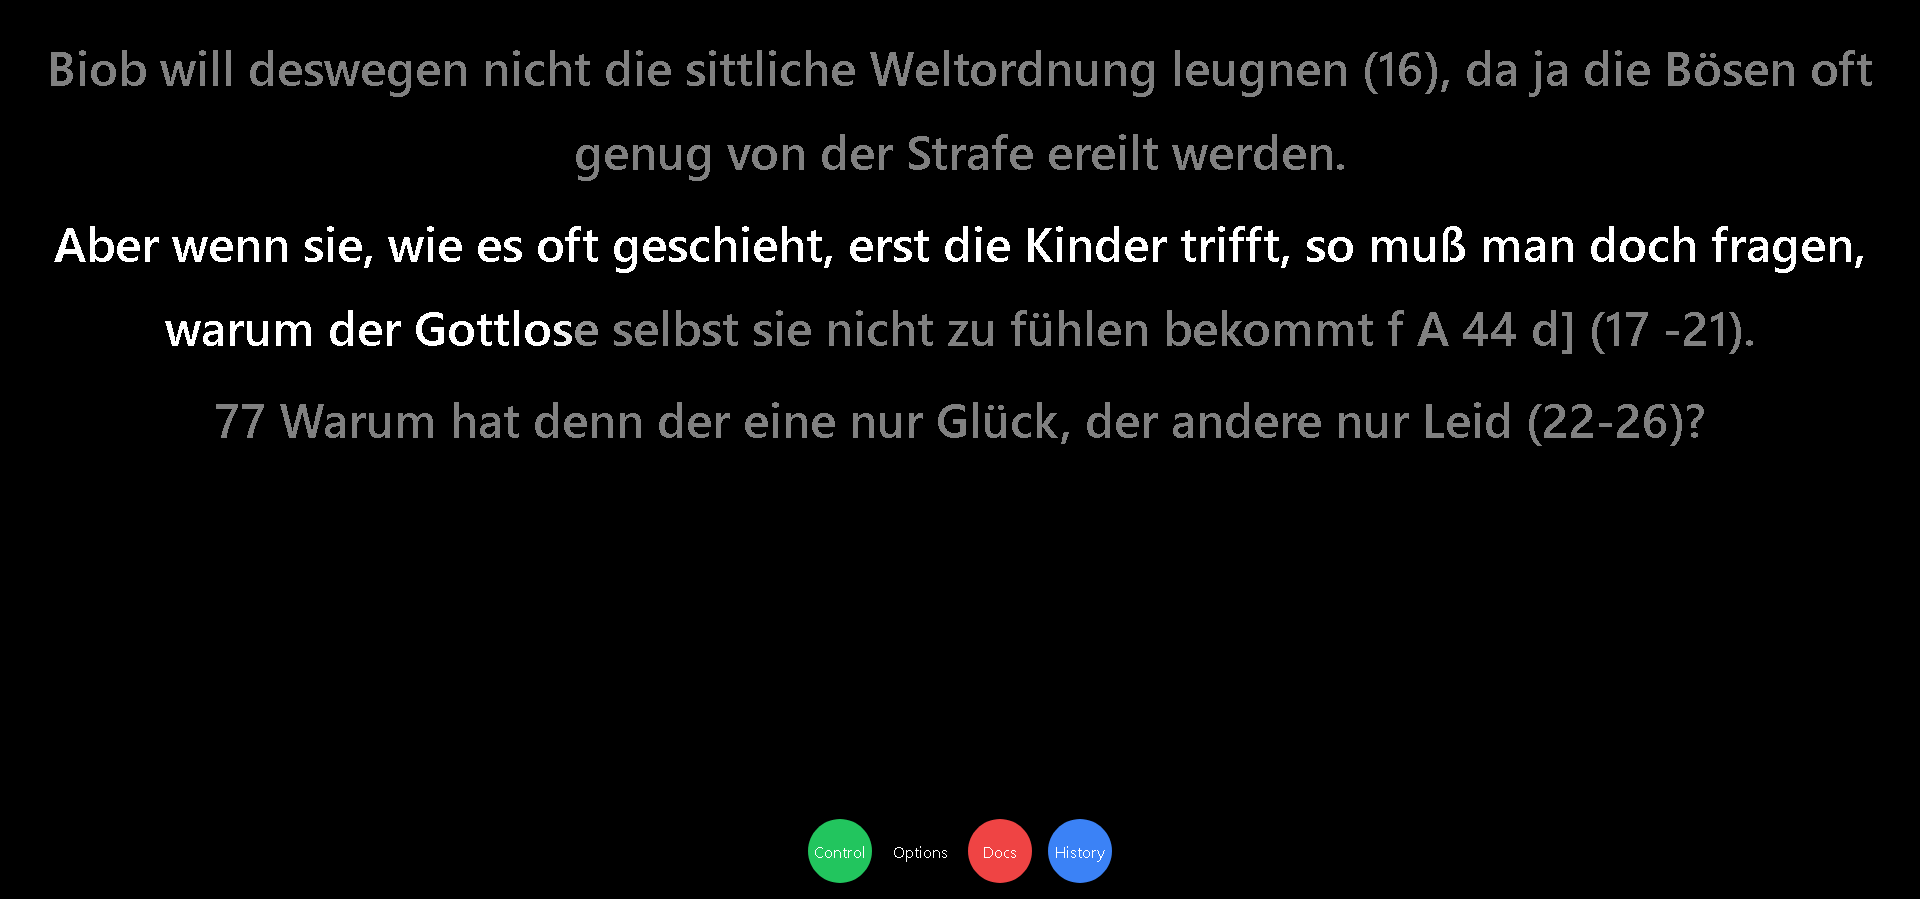 Biob will deswegen nicht die sittliche Weltordnung leugnen (16), da ja die Bösen oft
genug von der Strafe ereilt werden.
Aber wenn sie, wie es oft geschieht, erst die Kinder trifft, so muß man doch fragen,
warum der Gottlose selbst sie nicht zu fühlen bekommt f A 44 d] (17 -21).
77 Warum hat denn der eine nur Glück, der andere nur Leid (22-26)?
Control Options Docs History